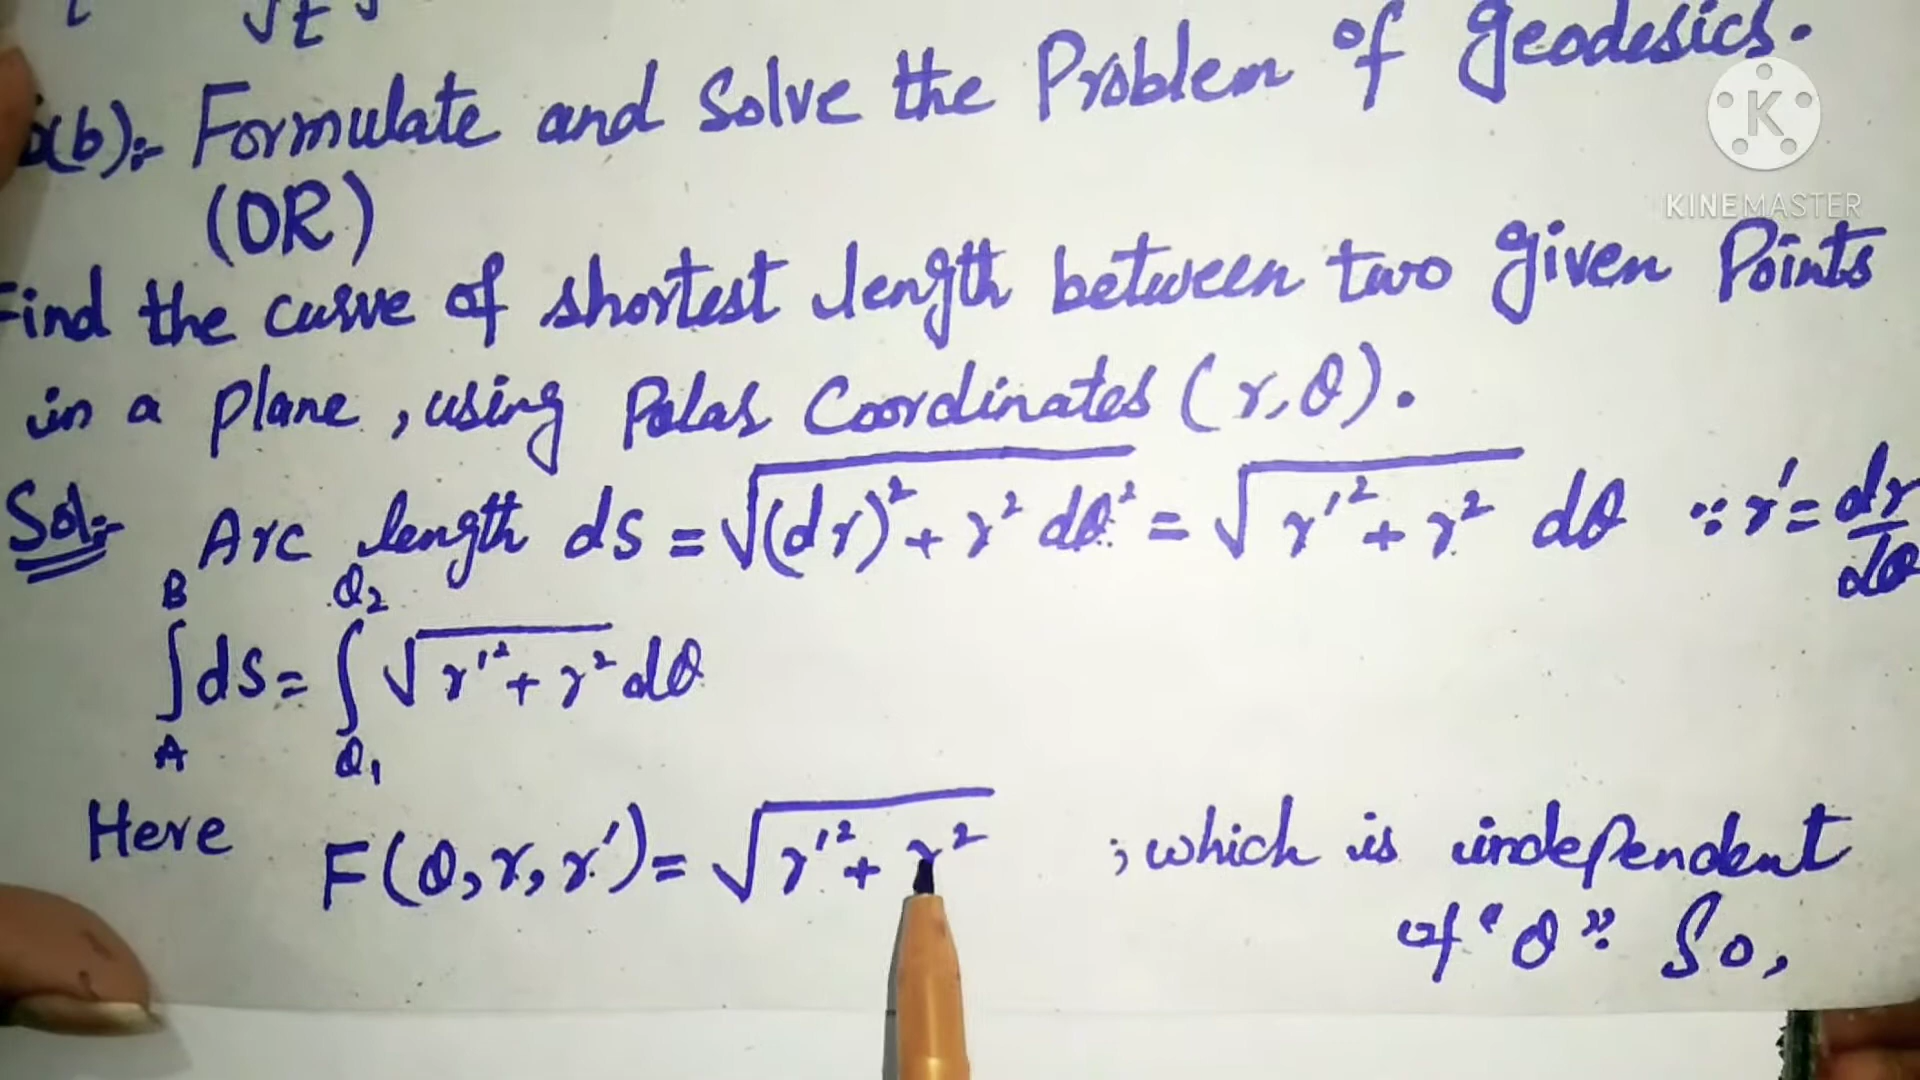 √t
(b):- Formulate and Solve the Problem of geodesics.
(OR)
Find the curve of shortest length between two given Points
in a plane, using Polar Coordinates (r, θ).
Sol:- Arc length ds = √((dr)² + r² dθ²) = √(r'² + r²) dθ ∵ r' = dr/dθ
∫_A^B ds = ∫_θ₁^θ₂ √(r'² + r²) dθ
Here F(θ, r, r') = √(r'² + r²) ; which is independent
of "θ". So,
K
KINEMASTER